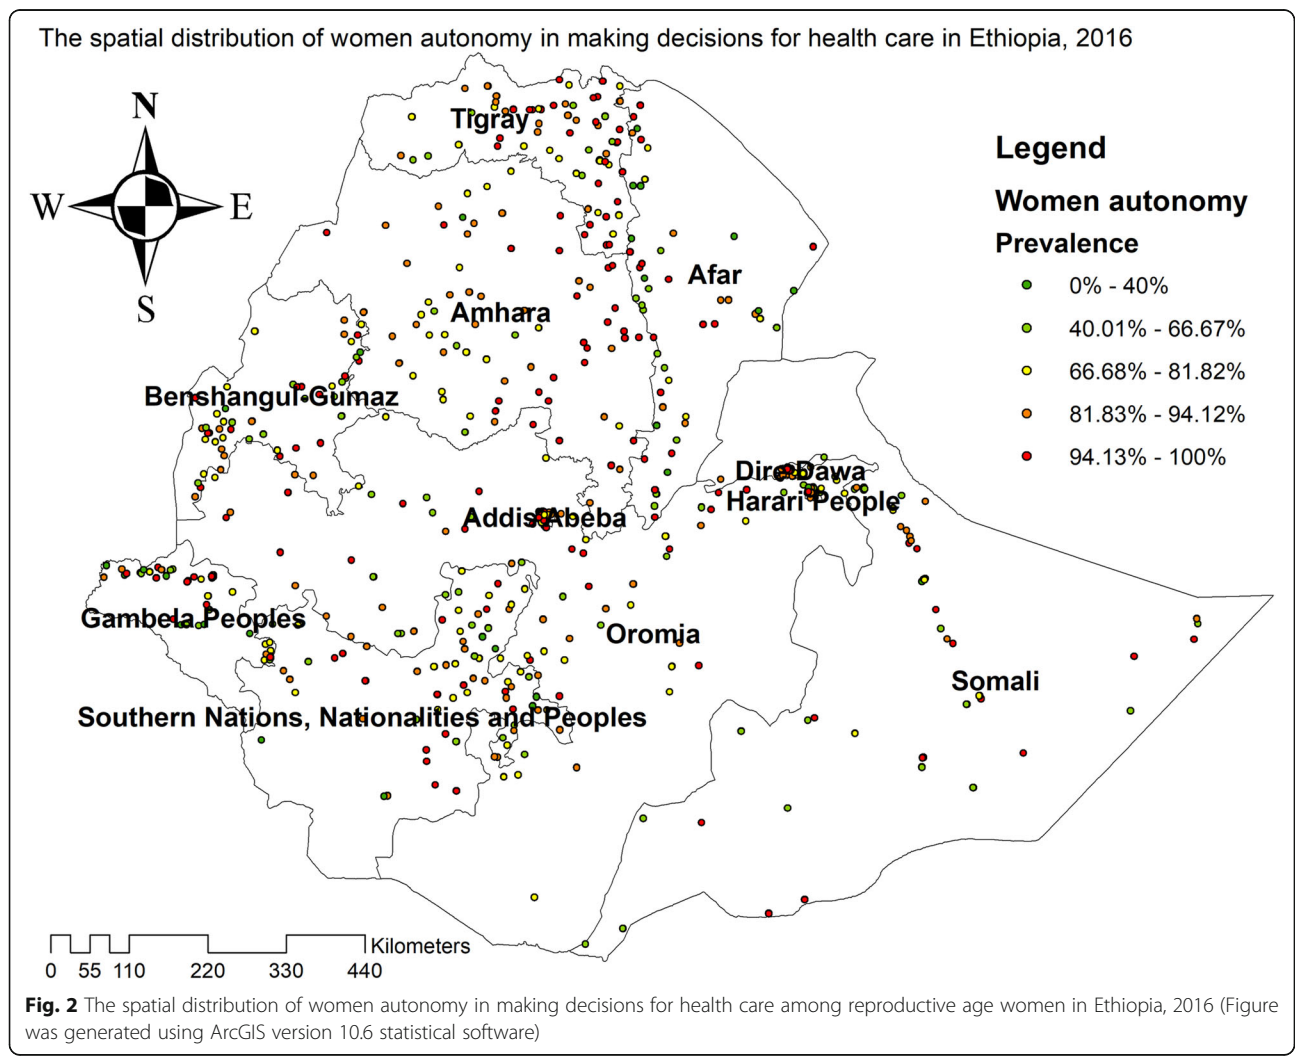 The spatial distribution of women autonomy in making decisions for health care in Ethiopia, 2016
N
W
E
S
Legend
Women autonomy
Prevalence
0% - 40%
40.01% - 66.67%
66.68% - 81.82%
81.83% - 94.12%
94.13% - 100%
Tigray
Afar
Amhara
Benshangul-Gumaz
Dire Dawa
Harari People
Addis Abeba
Gambela Peoples
Oromia
Somali
Southern Nations, Nationalities and Peoples
Kilometers
0 55 110 220 330 440
Fig. 2 The spatial distribution of women autonomy in making decisions for health care among reproductive age women in Ethiopia, 2016 (Figure
was generated using ArcGIS version 10.6 statistical software)